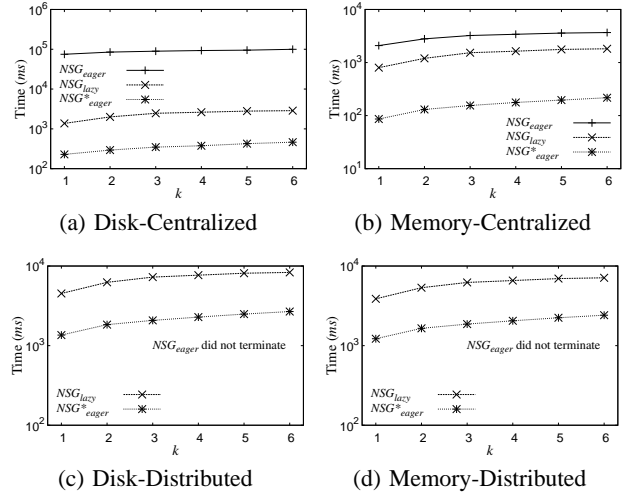 10^6
10^5
10^4
10^3
10^2
Time (ms)
NSG_eager
NSG_lazy
NSG*_eager
1 2 3 4 5 6
k
(a) Disk-Centralized
10^4
10^3
10^2
10^1
Time (ms)
NSG_eager
NSG_lazy
NSG*_eager
1 2 3 4 5 6
k
(b) Memory-Centralized
10^4
10^3
10^2
Time (ms)
NSG_eager did not terminate
NSG_lazy
NSG*_eager
1 2 3 4 5 6
k
(c) Disk-Distributed
10^4
10^3
10^2
Time (ms)
NSG_eager did not terminate
NSG_lazy
NSG*_eager
1 2 3 4 5 6
k
(d) Memory-Distributed